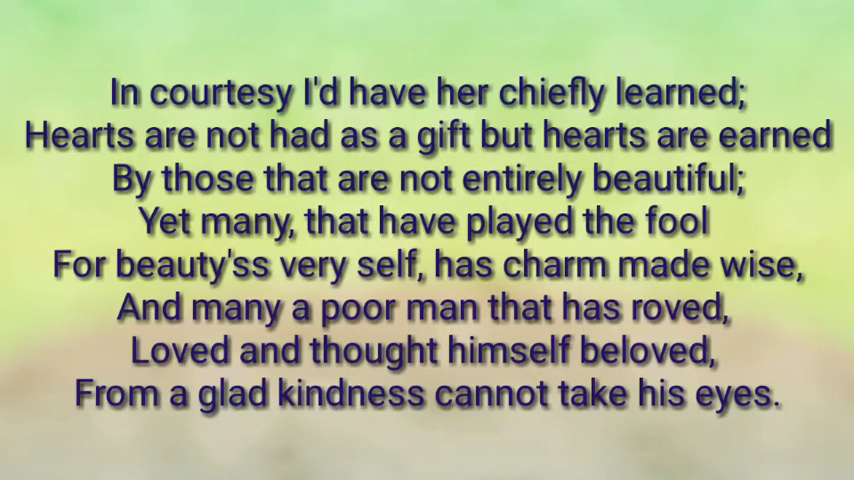 In courtesy I'd have her chiefly learned;
Hearts are not had as a gift but hearts are earned
By those that are not entirely beautiful;
Yet many, that have played the fool
For beauty'ss very self, has charm made wise,
And many a poor man that has roved,
Loved and thought himself beloved,
From a glad kindness cannot take his eyes.